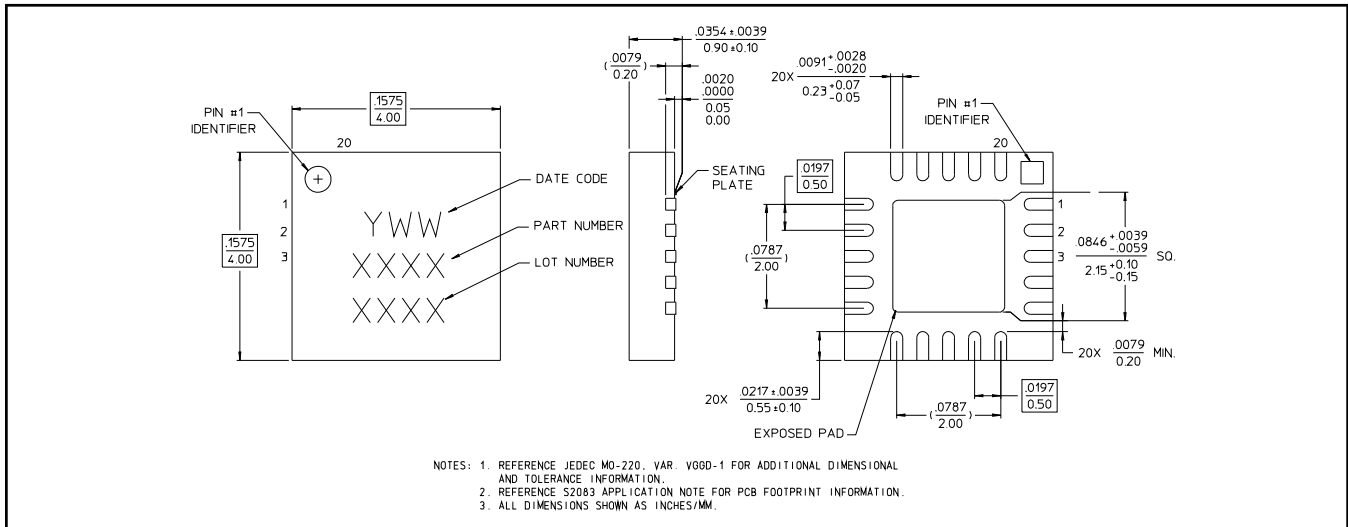 PIN #1
IDENTIFIER
.1575
4.00
20
.1575
4.00
1
2
3
YWW
XXXX
XXXX
DATE CODE
PART NUMBER
LOT NUMBER
.0354 ±.0039
0.90 ±0.10
( .0079
0.20 )
.0020
.0000
0.05
0.00
SEATING
PLATE
20X .0091 +.0028 -.0020
0.23 +0.07 -0.05
PIN #1
IDENTIFIER
20
.0197
0.50
( .0787
2.00 )
1
2
3
.0846 +.0039 -.0059 SQ.
2.15 +0.10 -0.15
20X .0079 MIN.
0.20
20X .0217 ±.0039
0.55 ±0.10
.0197
0.50
( .0787 )
2.00
EXPOSED PAD
NOTES: 1. REFERENCE JEDEC MO-220, VAR. VGGD-1 FOR ADDITIONAL DIMENSIONAL
AND TOLERANCE INFORMATION.
2. REFERENCE S2083 APPLICATION NOTE FOR PCB FOOTPRINT INFORMATION.
3. ALL DIMENSIONS SHOWN AS INCHES/MM.